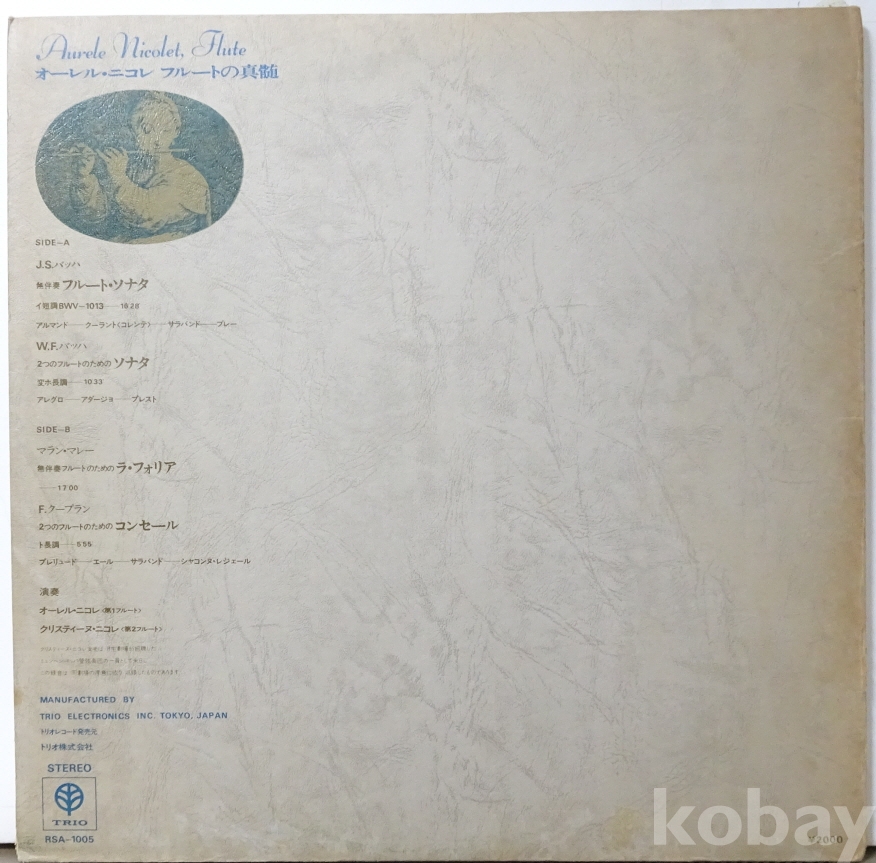 Aurele Nicolet, Flute
オーレル・ニコレ フルートの真髄
SIDE-A
J.S.バッハ
無伴奏 フルート・ソナタ
イ短調BWV-1013──18:28
アルマンド──クーラント〈コレンテ〉──サラバンド──ブレー
W.F.バッハ
2つのフルートのための ソナタ
変ホ長調──10:33
アレグロ──アダージョ──プレスト
SIDE-B
マラン・マレー
無伴奏フルートのための ラ・フォリア
──17:00
F.クープラン
2つのフルートのための コンセール
ト長調──5:55
プレリュード──エール──サラバンド──シャコンヌ・レジェール
演奏
オーレル・ニコレ〈第1フルート〉
クリスティーヌ・ニコレ〈第2フルート〉
MANUFACTURED BY
TRIO ELECTRONICS INC. TOKYO, JAPAN
トリオレコード発売元
トリオ株式会社
STEREO
TRIO
RSA-1005
¥2000
kobay